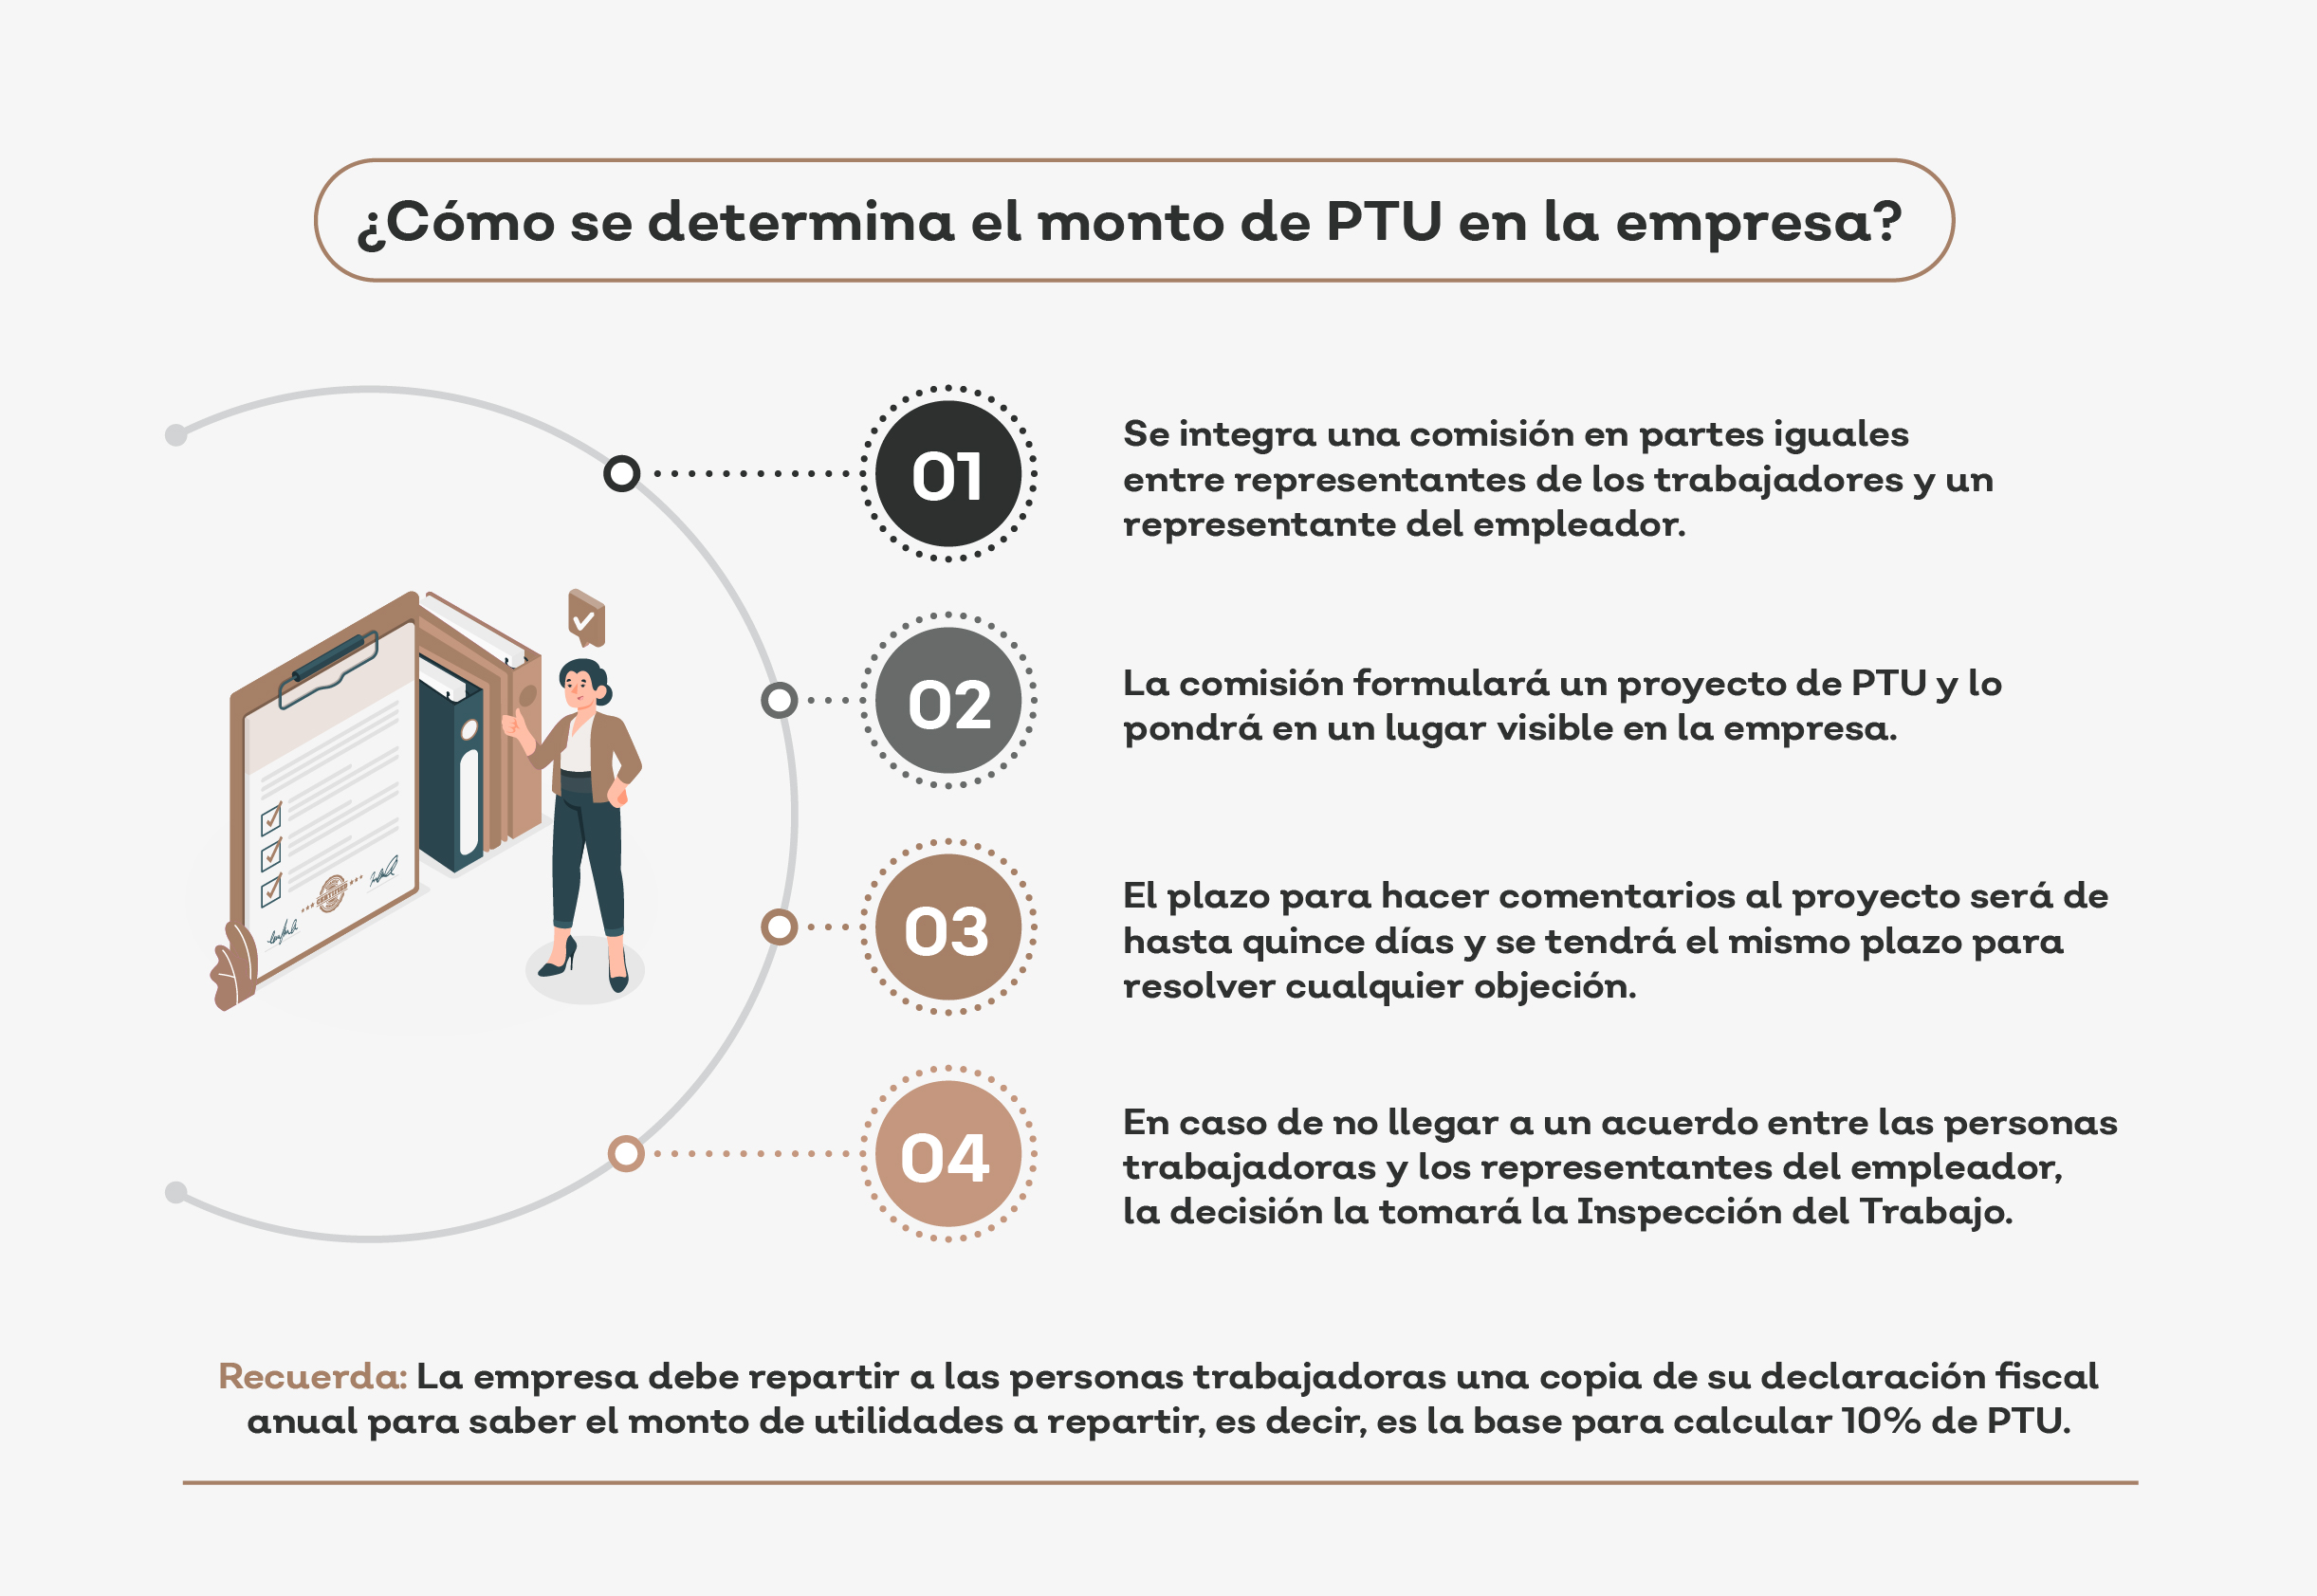 ¿Cómo se determina el monto de PTU en la empresa?
01
Se integra una comisión en partes iguales
entre representantes de los trabajadores y un
representante del empleador.
02
La comisión formulará un proyecto de PTU y lo
pondrá en un lugar visible en la empresa.
03
El plazo para hacer comentarios al proyecto será de
hasta quince días y se tendrá el mismo plazo para
resolver cualquier objeción.
04
En caso de no llegar a un acuerdo entre las personas
trabajadoras y los representantes del empleador,
la decisión la tomará la Inspección del Trabajo.
Recuerda: La empresa debe repartir a las personas trabajadoras una copia de su declaración fiscal
anual para saber el monto de utilidades a repartir, es decir, es la base para calcular 10% de PTU.